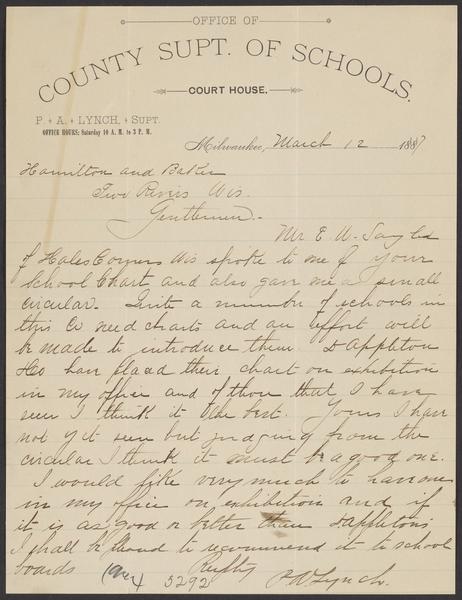 OFFICE OF
COUNTY SUPT. OF SCHOOLS.
COURT HOUSE.
P. A. LYNCH, SUPT.
OFFICE HOURS: Saturday 10 A. M. to 3 P. M.
Milwaukee, March 12 1887
Hamilton and Baker
Two Rivers Wis.
Gentlemen.-
Mr E W. Sayles
of Hales Corners Wis spoke to me of your
School Chart and also gave me a small
circular. Quite a number of schools in
this Co need charts and an effort will
be made to introduce them. D Appleton
& Co have placed their chart on exhibition
in my office and of those that I have
seen I think it the best. Yours I have
not yet seen but judging from the
circular I think it must be a good one.
I would like very much to have one
in my office on exhibition and if
it is as good or better than D Appletons
I shall be proud to recommend it to school
boards (over) 5292 Respty P A Lynch.